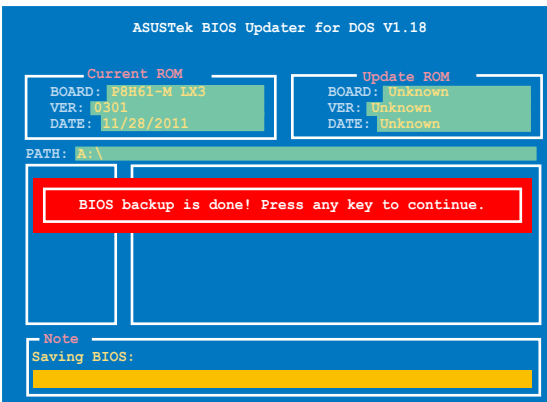 ASUSTek BIOS Updater for DOS V1.18
Current ROM
BOARD: P8H61-M LX3
VER: 0301
DATE: 11/28/2011
Update ROM
BOARD: Unknown
VER: Unknown
DATE: Unknown
PATH: A:\
BIOS backup is done! Press any key to continue.
Note
Saving BIOS: